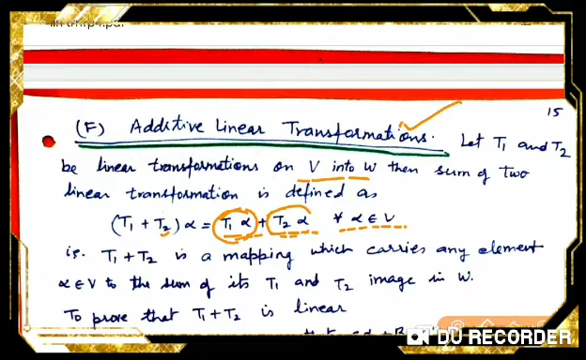 15
(F) Additive Linear Transformations. Let T₁ and T₂
be linear transformations on V into W then sum of two
linear transformation is defined as
(T₁ + T₂) α = T₁ α + T₂ α ∀ α ∈ V
i.e. T₁ + T₂ is a mapping which carries any element
α ∈ V to the sum of its T₁ and T₂ image in W.
To prove that T₁ + T₂ is linear
DU RECORDER